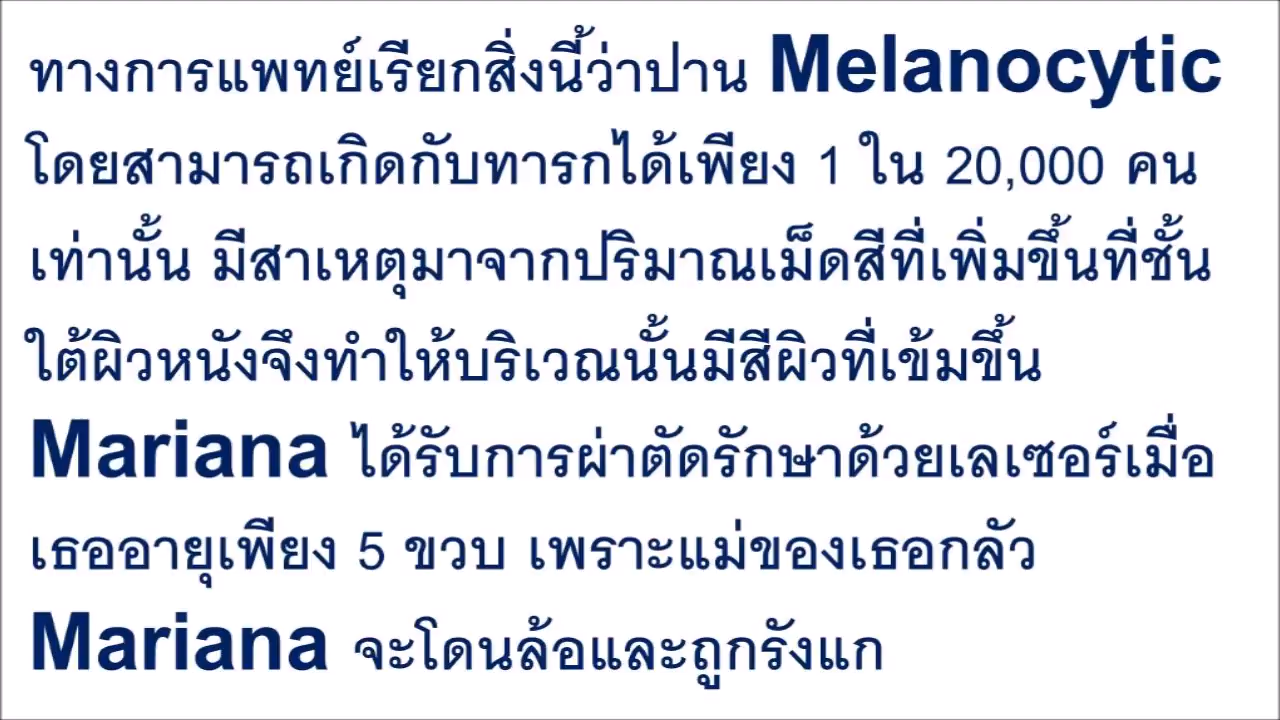 ทางการแพทย์เรียกสิ่งนี้ว่าปาน Melanocytic
โดยสามารถเกิดกับทารกได้เพียง 1 ใน 20,000 คน
เท่านั้น มีสาเหตุมาจากปริมาณเม็ดสีที่เพิ่มขึ้นที่ชั้น
ใต้ผิวหนังจึงทำให้บริเวณนั้นมีสีผิวที่เข้มขึ้น
Mariana ได้รับการผ่าตัดรักษาด้วยเลเซอร์เมื่อ
เธออายุเพียง 5 ขวบ เพราะแม่ของเธอกลัว
Mariana จะโดนล้อและถูกรังแก